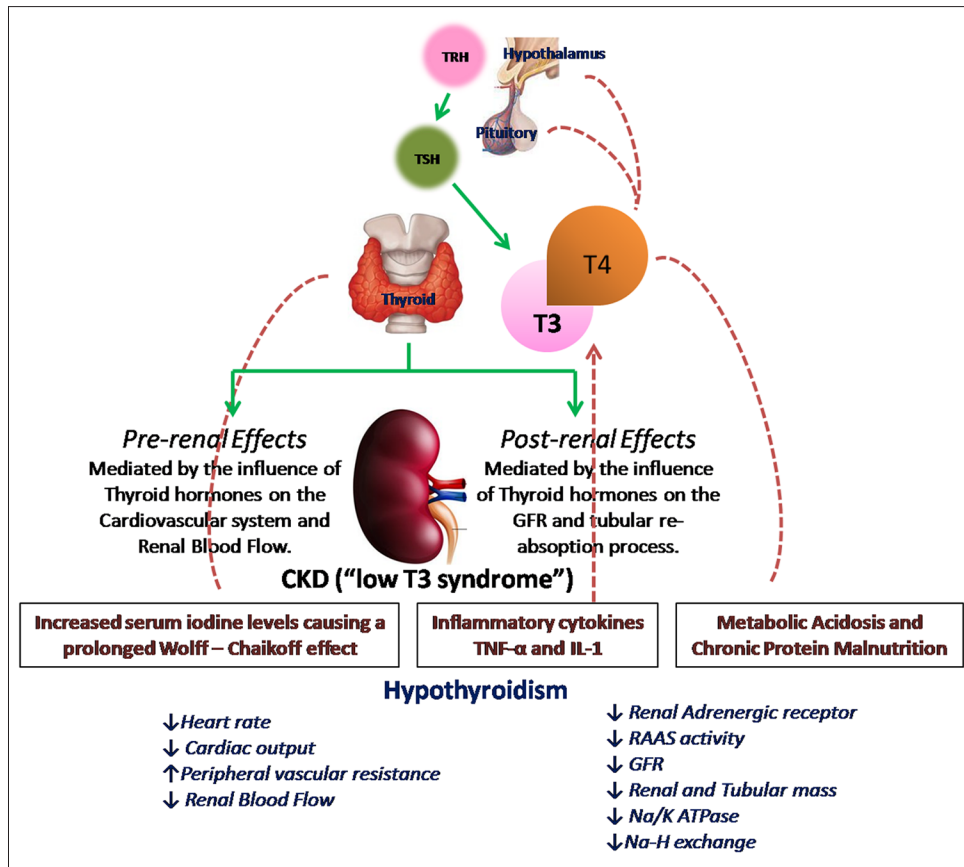 TRH
Hypothalamus
Pituitory
TSH
T4
T3
Thyroid
Pre-renal Effects
Mediated by the influence of
Thyroid hormones on the
Cardiovascular system and
Renal Blood Flow.
Post-renal Effects
Mediated by the influence
of Thyroid hormones on the
GFR and tubular re-
absoption process.
CKD (“low T3 syndrome”)
Increased serum iodine levels causing a
prolonged Wolff – Chaikoff effect
Inflammatory cytokines
TNF-α and IL-1
Metabolic Acidosis and
Chronic Protein Malnutrition
Hypothyroidism
↓Heart rate
↓ Cardiac output
↑Peripheral vascular resistance
↓ Renal Blood Flow
↓ Renal Adrenergic receptor
↓ RAAS activity
↓ GFR
↓ Renal and Tubular mass
↓ Na/K ATPase
↓Na-H exchange